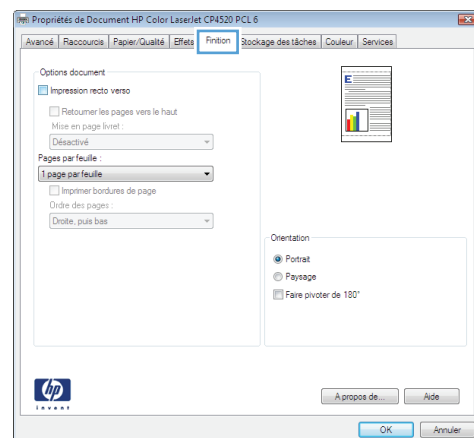 Propriétés de Document HP Color LaserJet CP4520 PCL 6
Avancé Raccourcis Papier/Qualité Effets Finition Stockage des tâches Couleur Services
Options document
Impression recto verso
Retourner les pages vers le haut
Mise en page livret :
Désactivé
Pages par feuille :
1 page par feuille
Imprimer bordures de page
Ordre des pages :
Droite, puis bas
E
Orientation
Portrait
Paysage
Faire pivoter de 180°
hp
invent
A propos de... Aide
OK Annuler